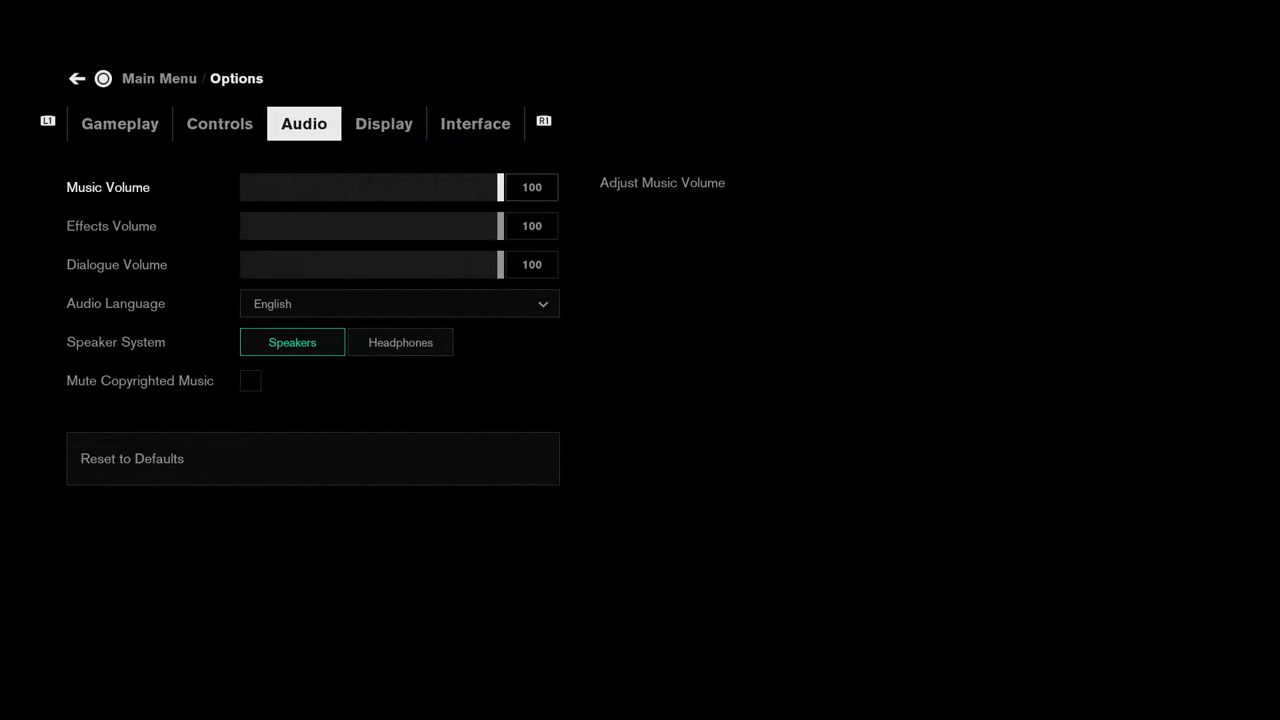 Main Menu / Options
L1 Gameplay Controls Audio Display Interface R1
Music Volume 100 Adjust Music Volume
Effects Volume 100
Dialogue Volume 100
Audio Language English
Speaker System Speakers Headphones
Mute Copyrighted Music
Reset to Defaults